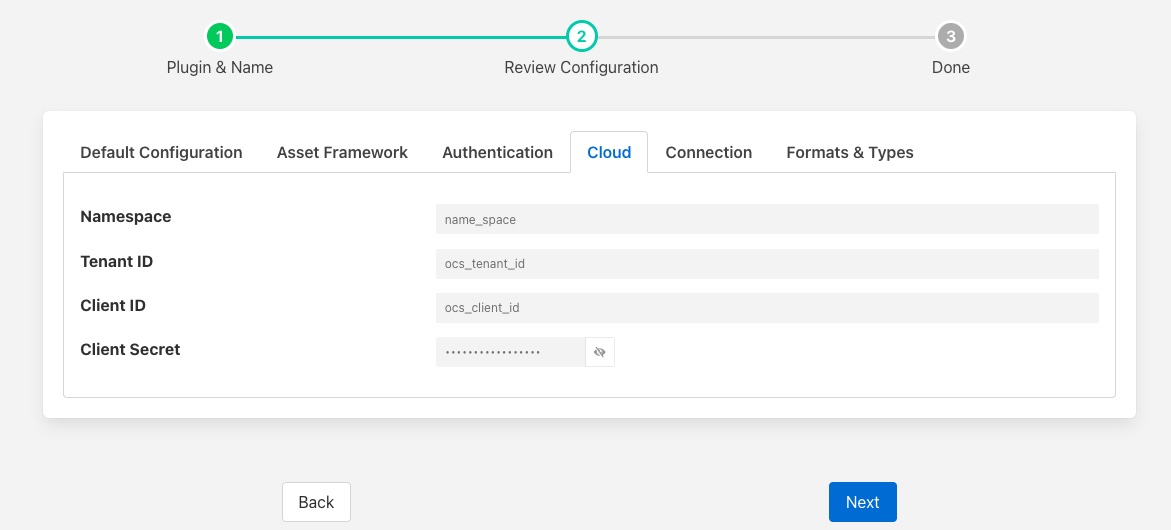 1
2
3
Plugin & Name
Review Configuration
Done
Default Configuration
Asset Framework
Authentication
Cloud
Connection
Formats & Types
Namespace
name_space
Tenant ID
ocs_tenant_id
Client ID
ocs_client_id
Client Secret
•••••••••••••••••
Back
Next